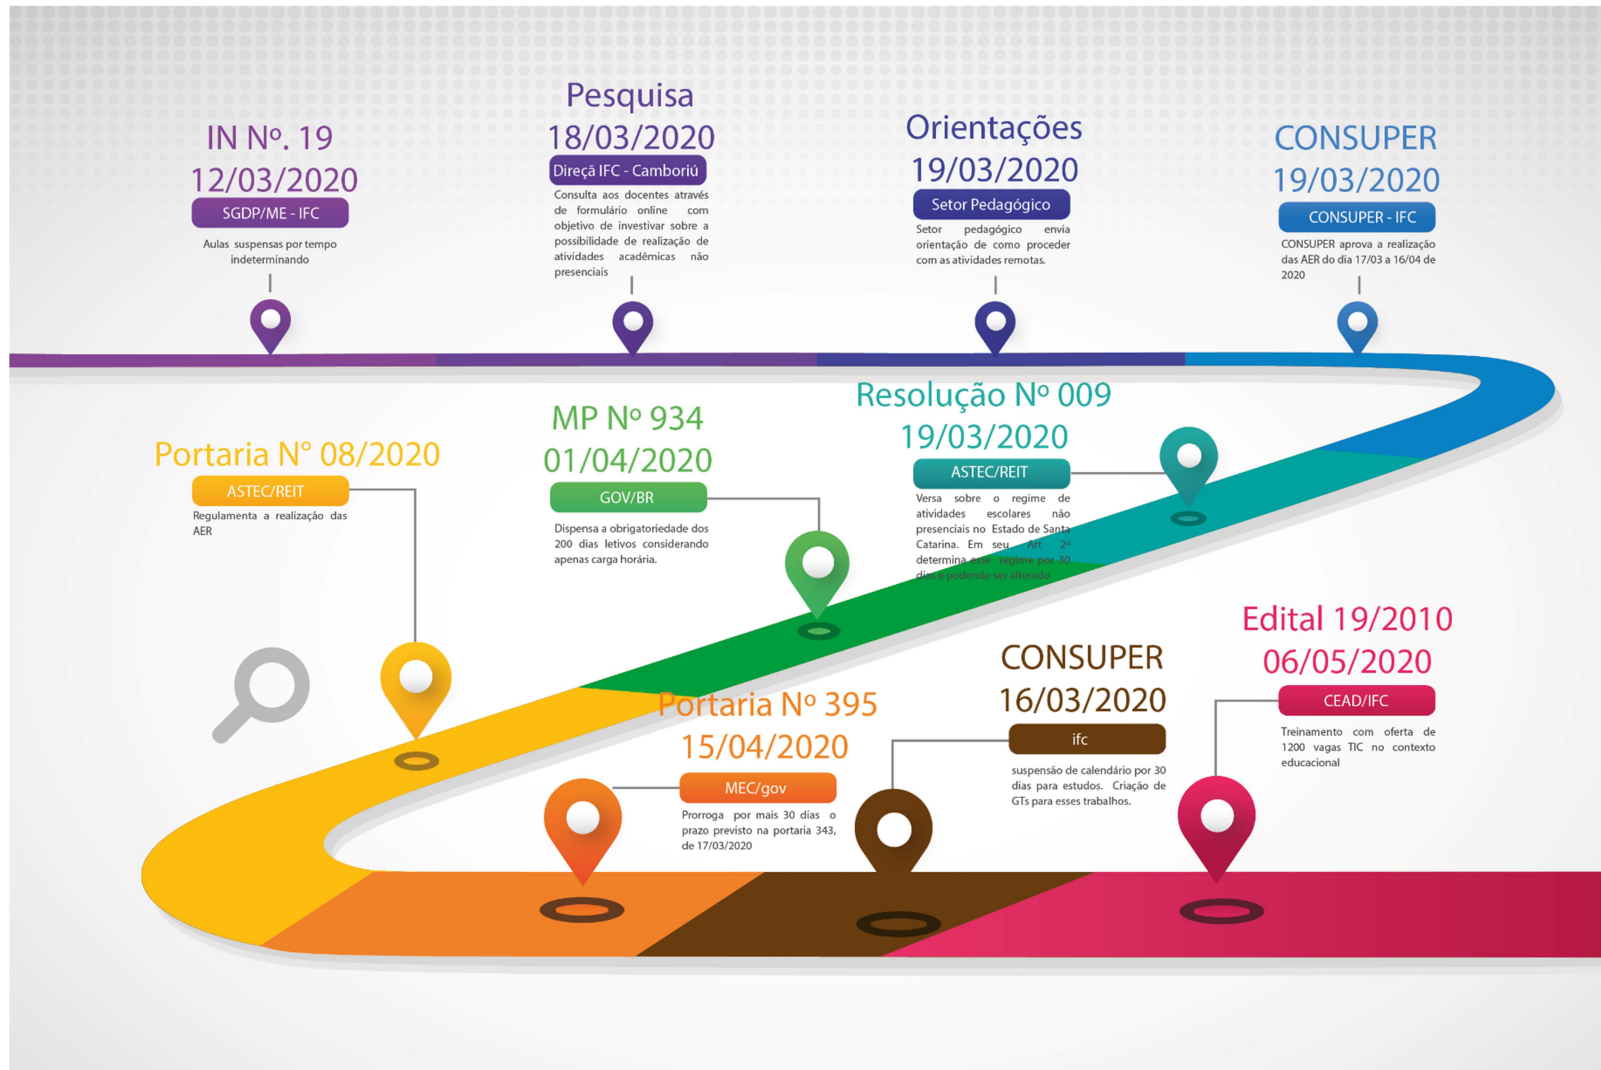 IN Nº. 19
12/03/2020
SGDP/ME - IFC
Aulas suspensas por tempo
indeterminando
Pesquisa
18/03/2020
Direçã IFC - Camboriú
Consulta aos docentes através
de formulário online com
objetivo de investivar sobre a
possibilidade de realização de
atividades acadêmicas não
presenciais
Orientações
19/03/2020
Setor Pedagógico
Setor pedagógico envia
orientação de como proceder
com as atividades remotas.
CONSUPER
19/03/2020
CONSUPER - IFC
CONSUPER aprova a realização
das AER do dia 17/03 a 16/04 de
2020
Resolução Nº 009
19/03/2020
ASTEC/REIT
Versa sobre o regime de
atividades escolares não
presenciais no Estado de Santa
Catarina. Em seu Art 2º
determina esse regime por 30
dias e podendo ser alterado
MP Nº 934
01/04/2020
GOV/BR
Dispensa a obrigatoriedade dos
200 dias letivos considerando
apenas carga horária.
Portaria N° 08/2020
ASTEC/REIT
Regulamenta a realização das
AER
Portaria Nº 395
15/04/2020
MEC/gov
Prorroga por mais 30 dias o
prazo previsto na portaria 343,
de 17/03/2020
CONSUPER
16/03/2020
ifc
suspensão de calendário por 30
dias para estudos. Criação de
GTs para esses trabalhos.
Edital 19/2010
06/05/2020
CEAD/IFC
Treinamento com oferta de
1200 vagas TIC no contexto
educacional